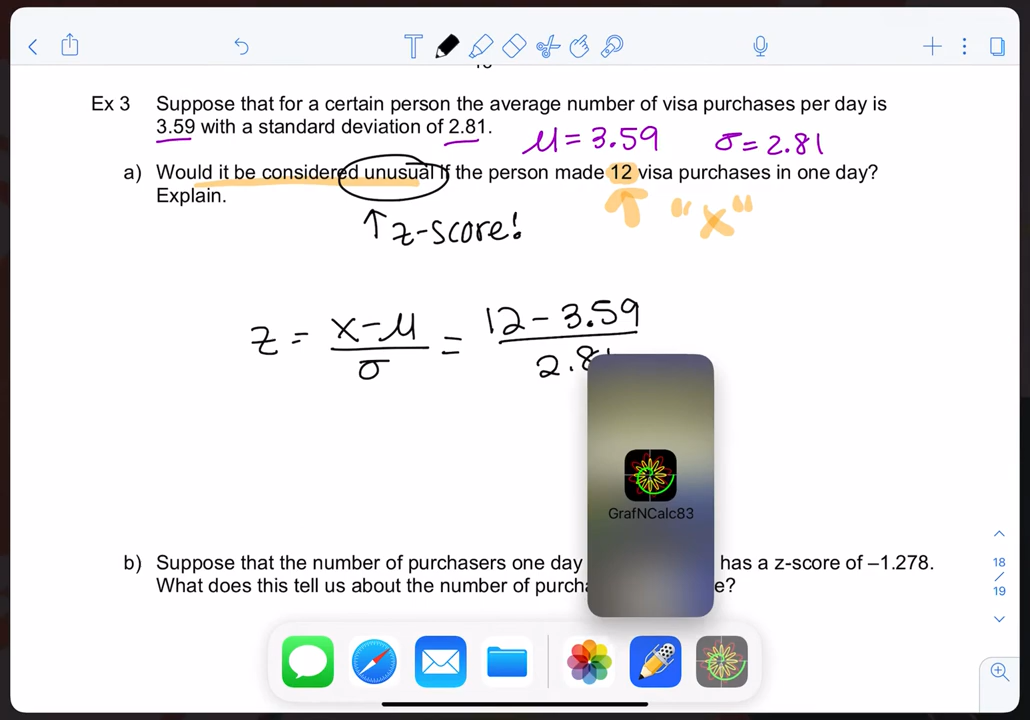 Ex 3 Suppose that for a certain person the average number of visa purchases per day is
3.59 with a standard deviation of 2.81.
μ = 3.59 σ = 2.81
a) Would it be considered unusual if the person made 12 visa purchases in one day?
Explain.
"x"
↑ z-score!
z = x-μ / σ = 12 - 3.59 / 2.81
GrafNCalc83
b) Suppose that the number of purchasers one day has a z-score of –1.278.
What does this tell us about the number of e?
18
/
19